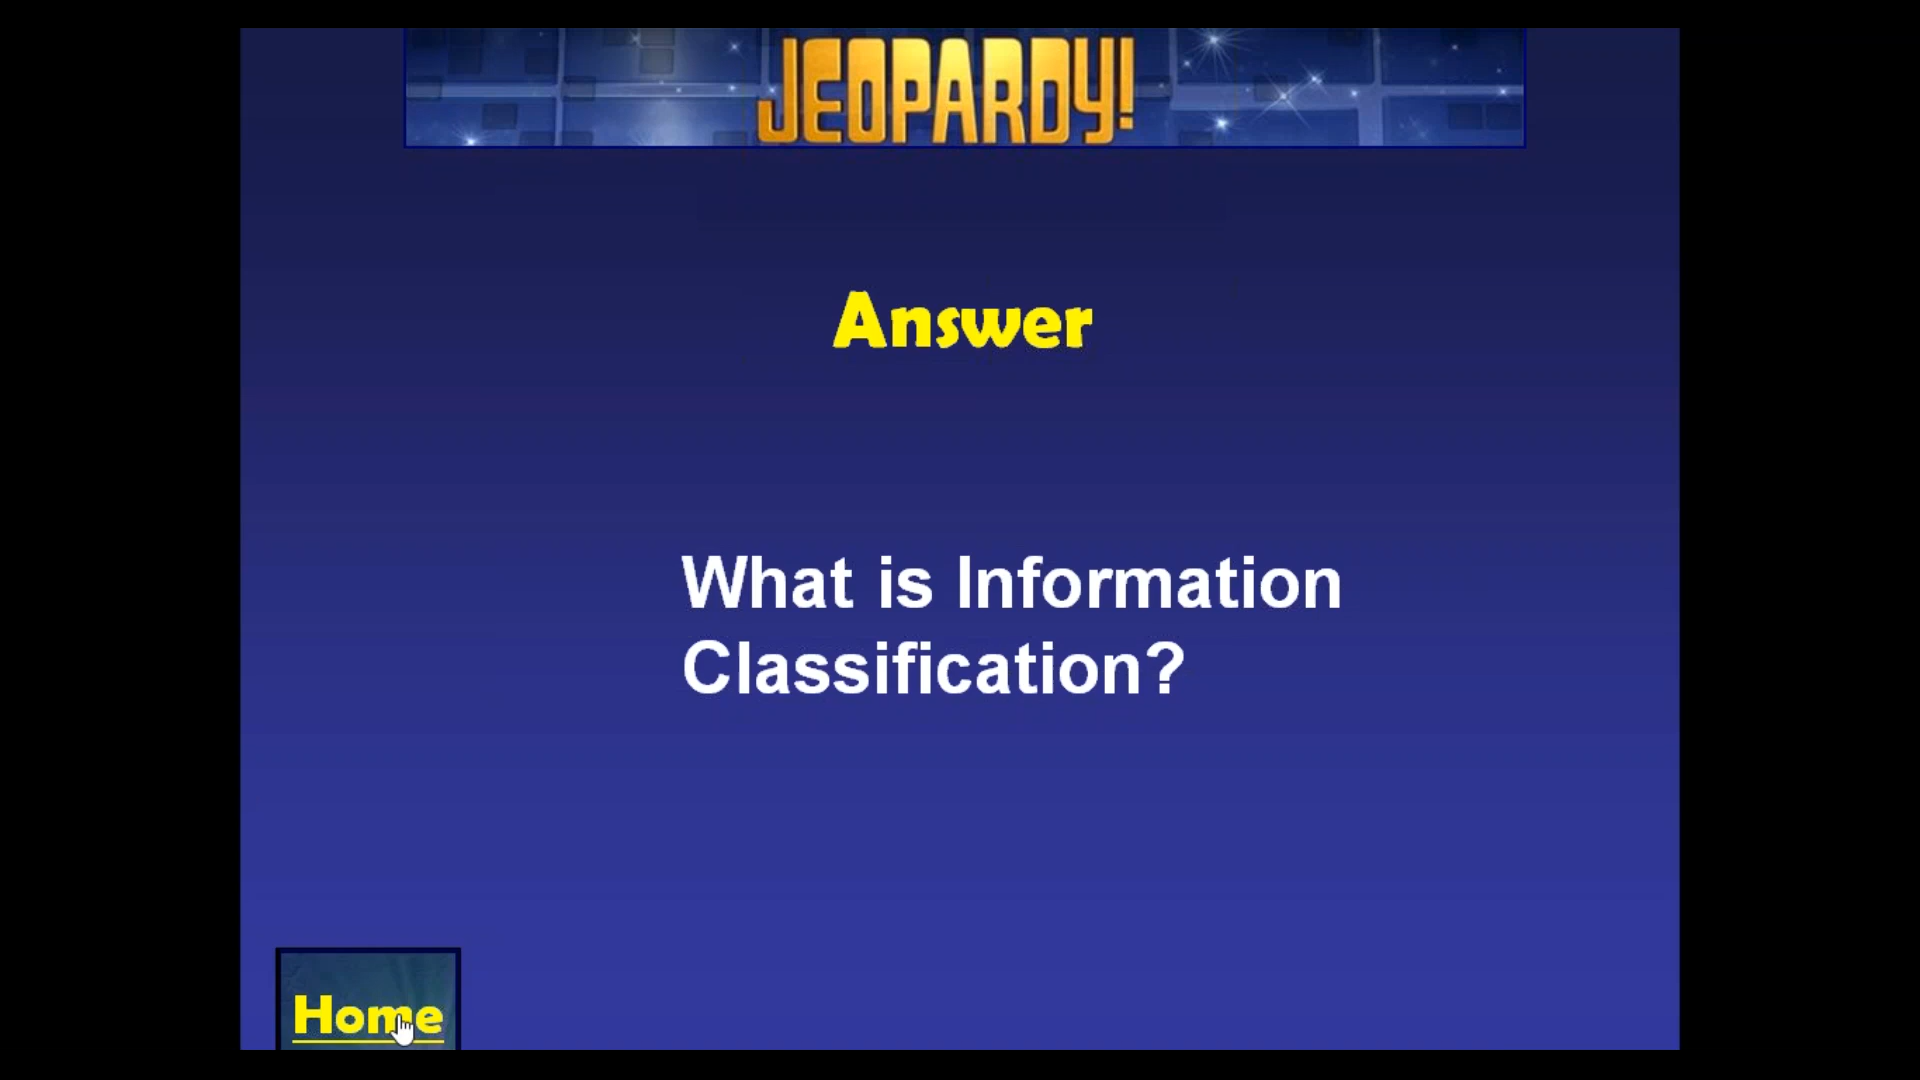 JEOPARDY!
Answer
What is Information
Classification?
Home